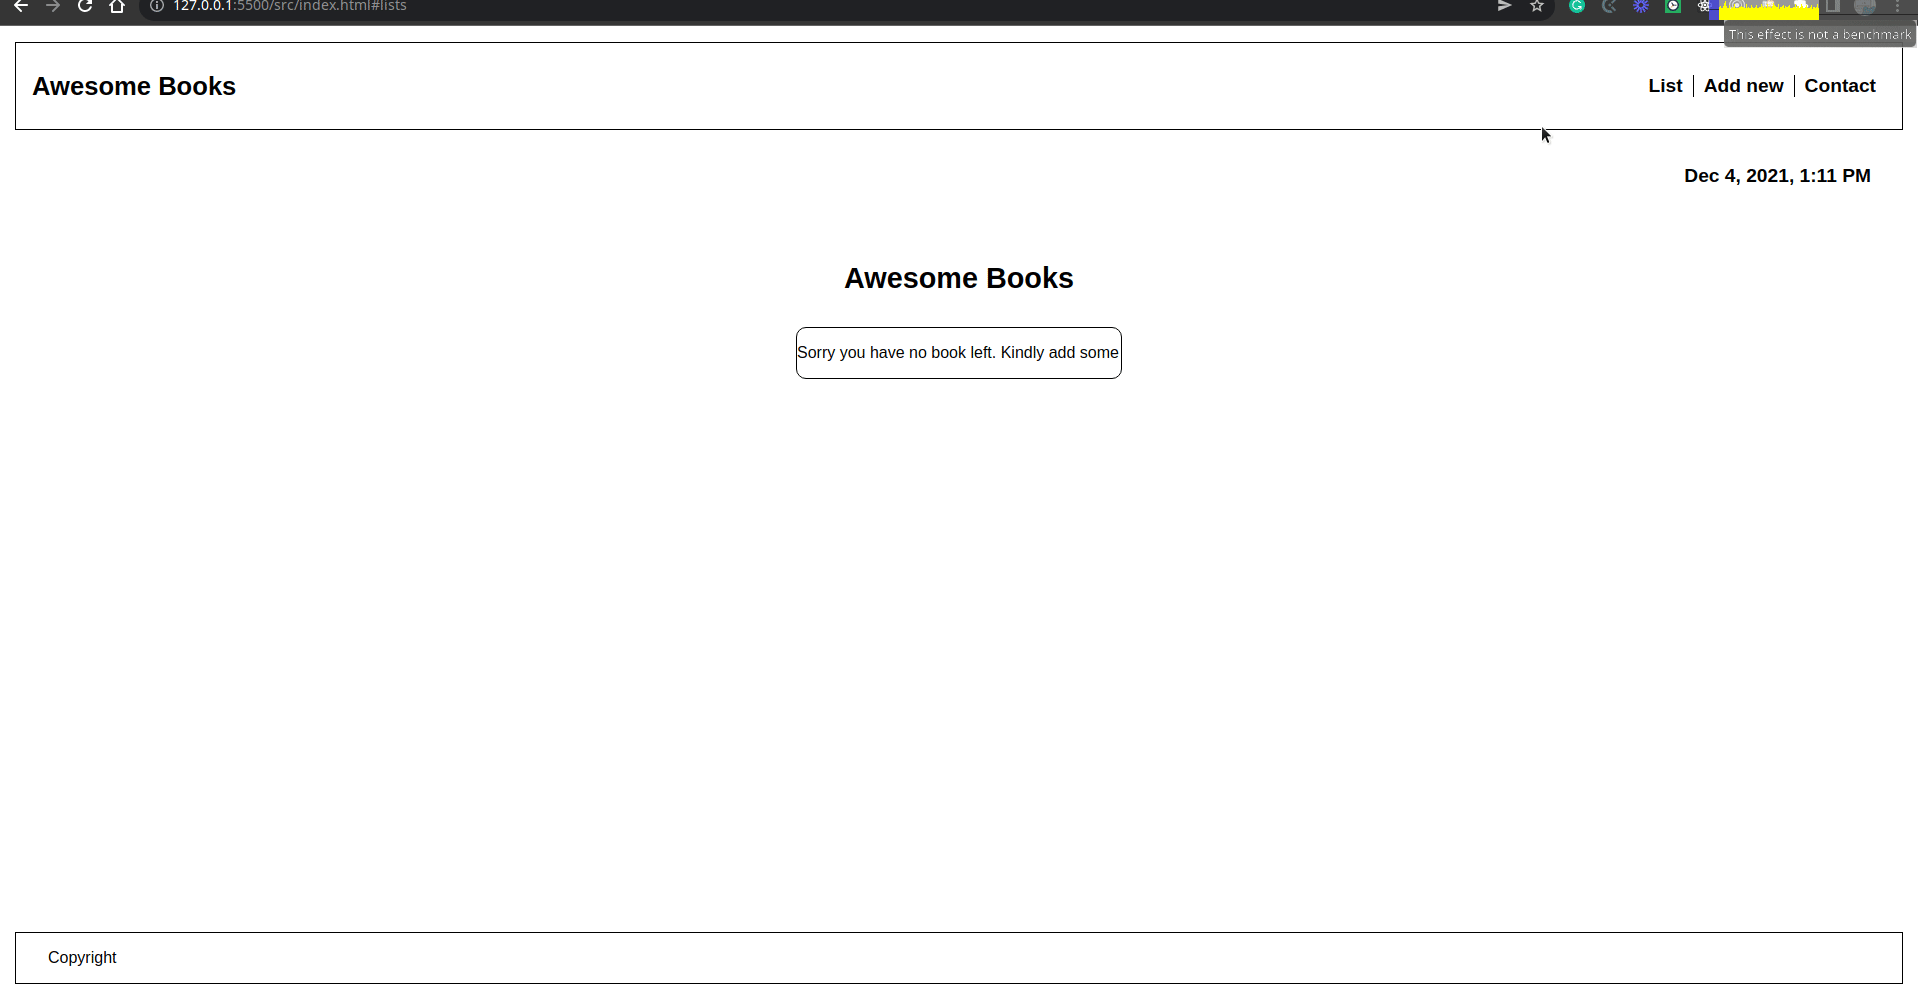 127.0.0.1:5500/src/index.html#lists
This effect is not a benchmark
Awesome Books
List
Add new
Contact
Dec 4, 2021, 1:11 PM
Awesome Books
Sorry you have no book left. Kindly add some
Copyright